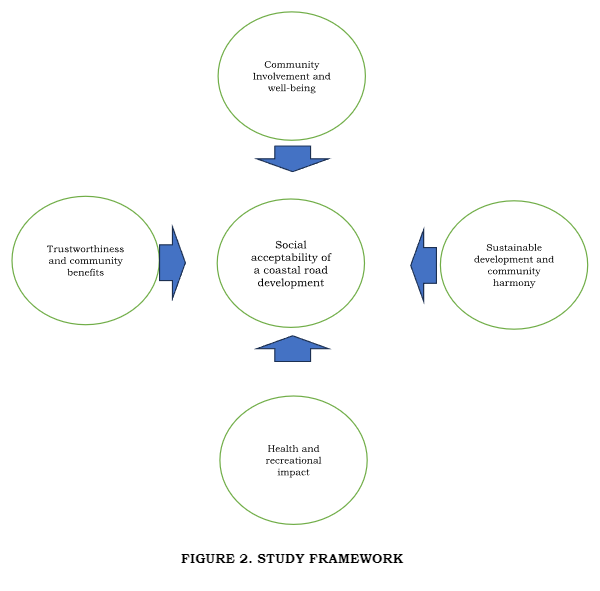 Community
Involvement and
well-being
Trustworthiness
and community
benefits
Social
acceptability of
a coastal road
development
Sustainable
development and
community
harmony
Health and
recreational
impact
FIGURE 2. STUDY FRAMEWORK